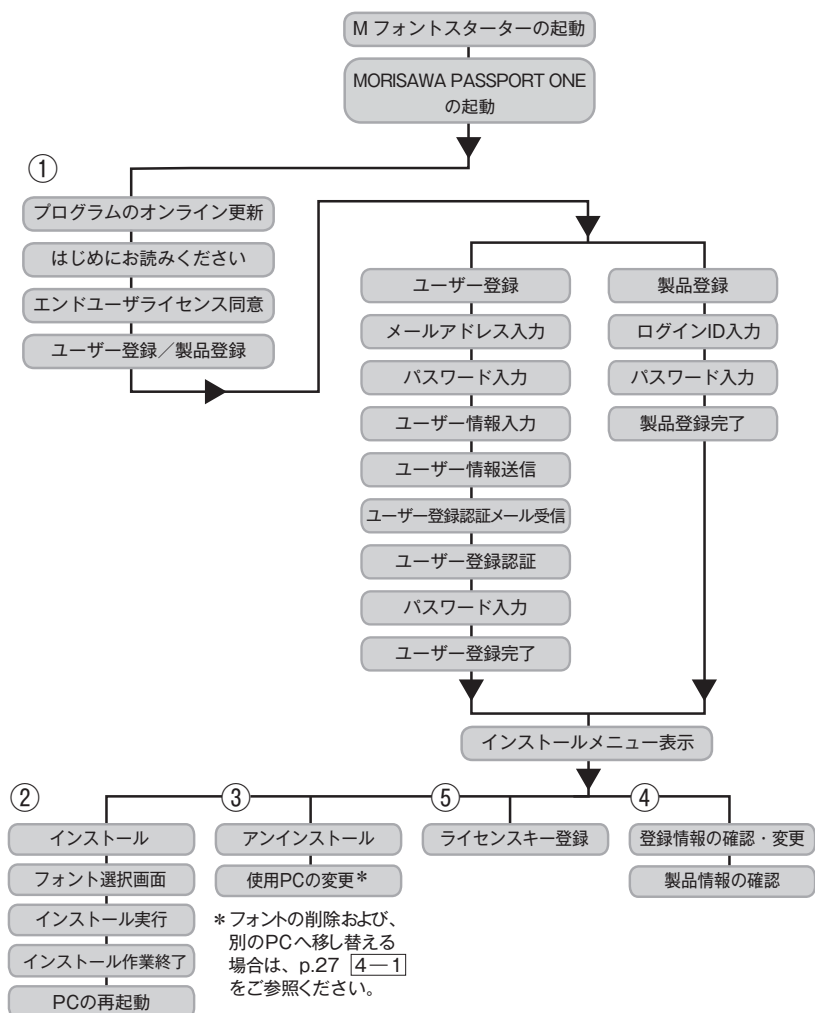 M フォントスターターの起動
MORISAWA PASSPORT ONE
の起動
①
プログラムのオンライン更新
はじめにお読みください
エンドユーザライセンス同意
ユーザー登録／製品登録
ユーザー登録
メールアドレス入力
パスワード入力
ユーザー情報入力
ユーザー情報送信
ユーザー登録認証メール受信
ユーザー登録認証
パスワード入力
ユーザー登録完了
製品登録
ログインID入力
パスワード入力
製品登録完了
インストールメニュー表示
②
インストール
フォント選択画面
インストール実行
インストール作業終了
PCの再起動
③
アンインストール
使用PCの変更*
* フォントの削除および、
別のPCへ移し替える
場合は、p.27 4—1
をご参照ください。
⑤
ライセンスキー登録
④
登録情報の確認・変更
製品情報の確認